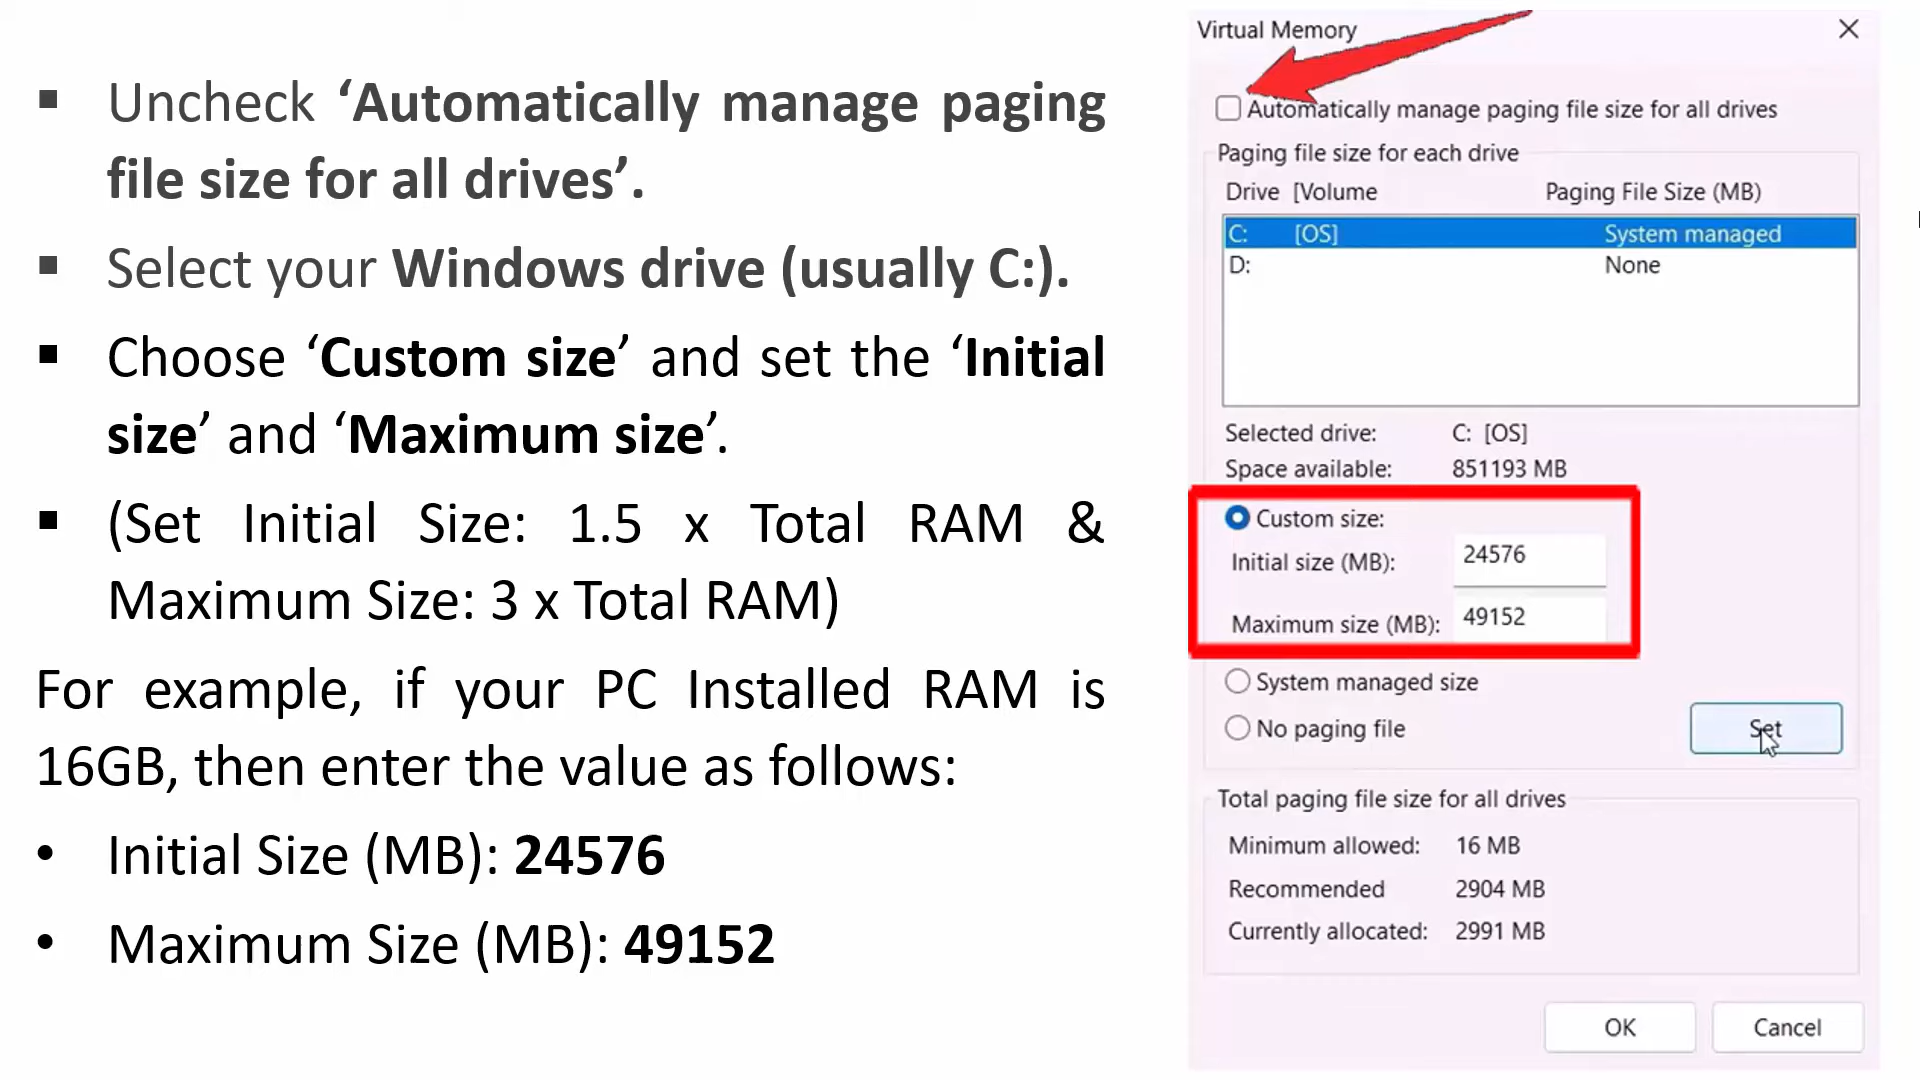 ▪ Uncheck ‘Automatically manage paging
file size for all drives’.
▪ Select your Windows drive (usually C:).
▪ Choose ‘Custom size’ and set the ‘Initial
size’ and ‘Maximum size’.
▪ (Set Initial Size: 1.5 x Total RAM &
Maximum Size: 3 x Total RAM)
For example, if your PC Installed RAM is
16GB, then enter the value as follows:
• Initial Size (MB): 24576
• Maximum Size (MB): 49152
Virtual Memory
Automatically manage paging file size for all drives
Paging file size for each drive
Drive [Volume Paging File Size (MB)
C: [OS] System managed
D: None
Selected drive: C: [OS]
Space available: 851193 MB
Custom size:
Initial size (MB): 24576
Maximum size (MB): 49152
System managed size
No paging file
Set
Total paging file size for all drives
Minimum allowed: 16 MB
Recommended 2904 MB
Currently allocated: 2991 MB
OK Cancel